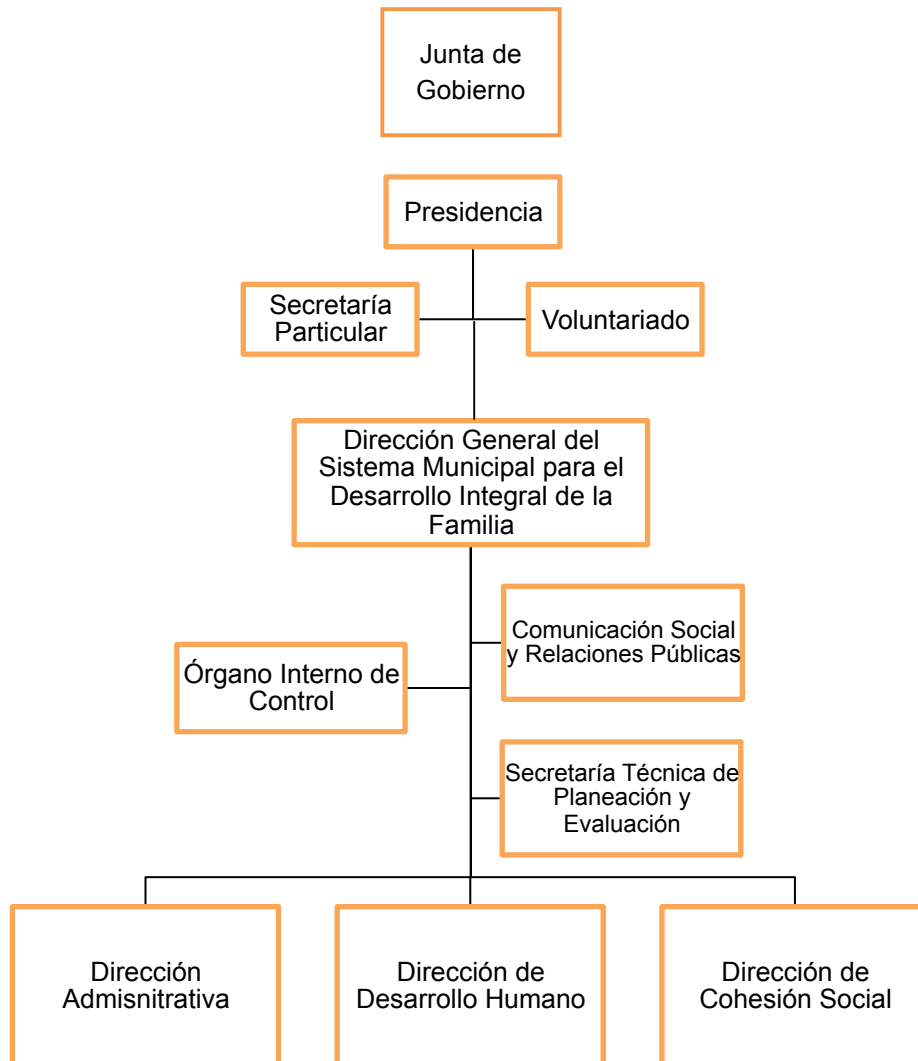 Junta de
Gobierno
Presidencia
Secretaría
Particular
Voluntariado
Dirección General del
Sistema Municipal para el
Desarrollo Integral de la
Familia
Comunicación Social
y Relaciones Públicas
Órgano Interno de
Control
Secretaría Técnica de
Planeación y
Evaluación
Dirección
Admisnitrativa
Dirección de
Desarrollo Humano
Dirección de
Cohesión Social